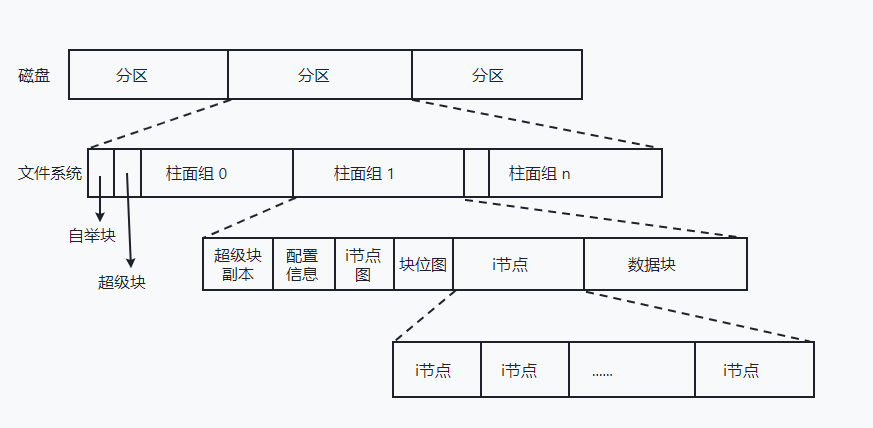 磁盘 分区 分区 分区
文件系统 柱面组 0 柱面组 1 柱面组 n
自举块
超级块
超级块
副本
配置
信息
i节点
图
块位图
i节点
数据块
i节点 i节点 ...... i节点